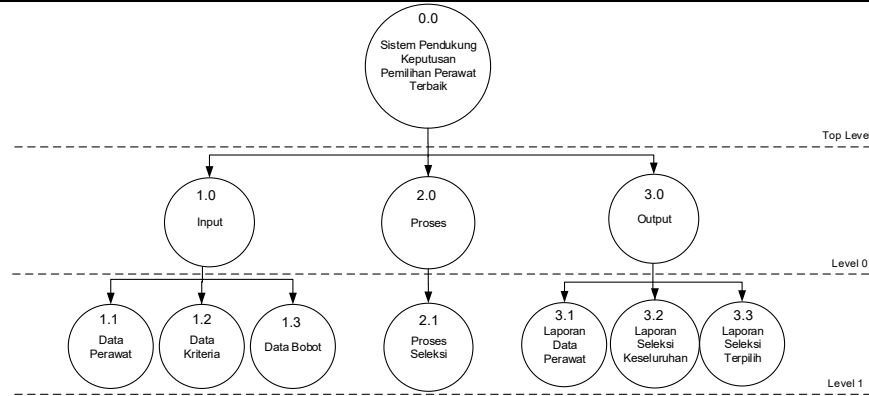 0.0
Sistem Pendukung
Keputusan
Pemilihan Perawat
Terbaik
Top Level
1.0
Input
2.0
Proses
3.0
Output
Level 0
1.1
Data
Perawat
1.2
Data
Kriteria
1.3
Data Bobot
2.1
Proses
Seleksi
3.1
Laporan
Data
Perawat
3.2
Laporan
Seleksi
Keseluruhan
3.3
Laporan
Seleksi
Terpilih
Level 1